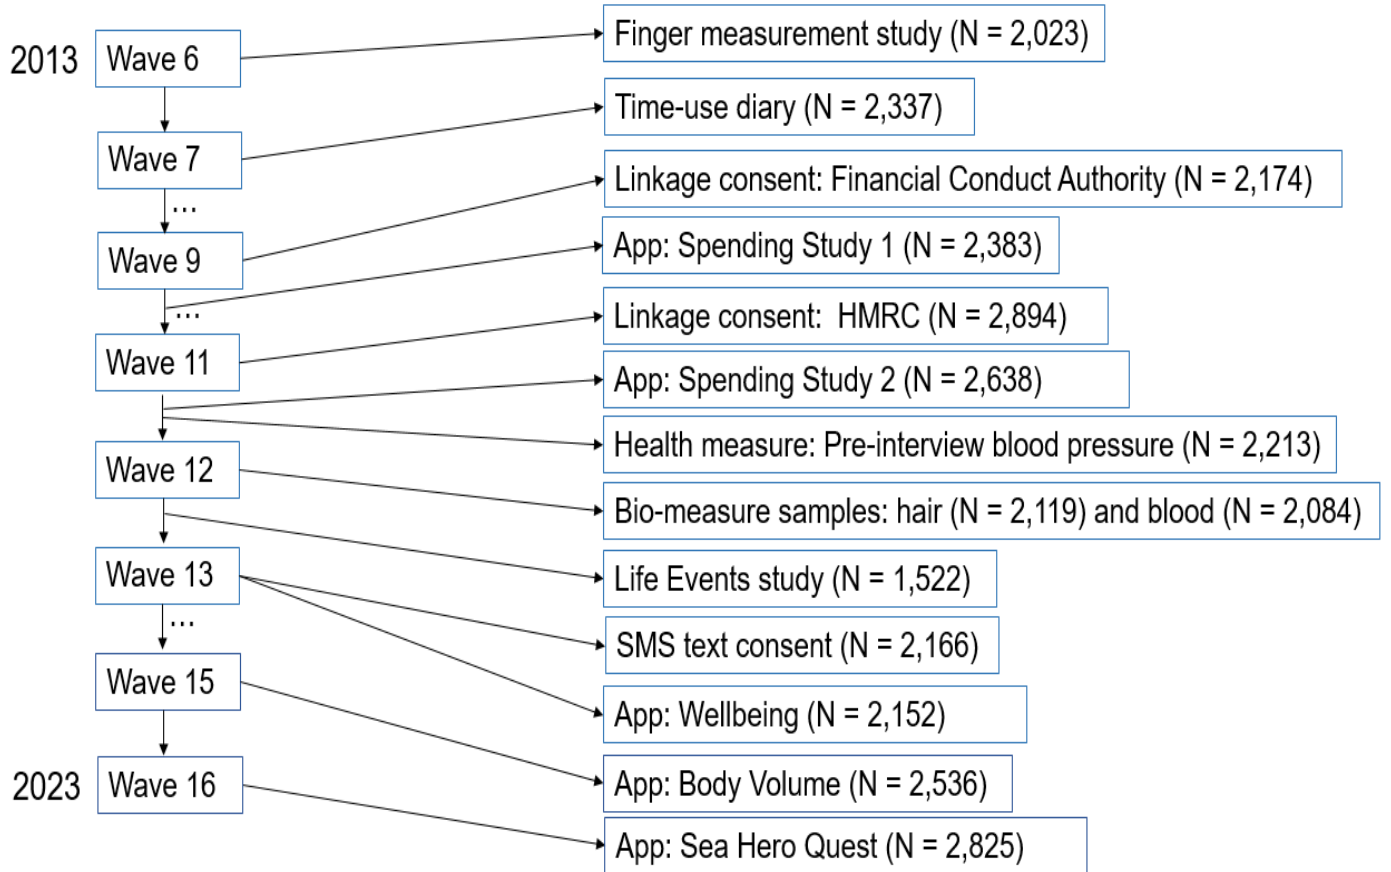 Finger measurement study (N = 2,023)
2013
Wave 6
Time-use diary (N = 2,337)
Wave 7
Linkage consent: Financial Conduct Authority (N = 2,174)
...
App: Spending Study 1 (N = 2,383)
Wave 9
...
Linkage consent:  HMRC (N = 2,894)
Wave 11
App: Spending Study 2 (N = 2,638)
Health measure: Pre-interview blood pressure (N = 2,213)
Wave 12
Bio-measure samples: hair (N = 2,119) and blood (N = 2,084)
Life Events study (N = 1,522)
Wave 13
...
SMS text consent (N = 2,166)
Wave 15
App: Wellbeing (N = 2,152)
App: Body Volume (N = 2,536)
2023
Wave 16
App: Sea Hero Quest (N = 2,825)